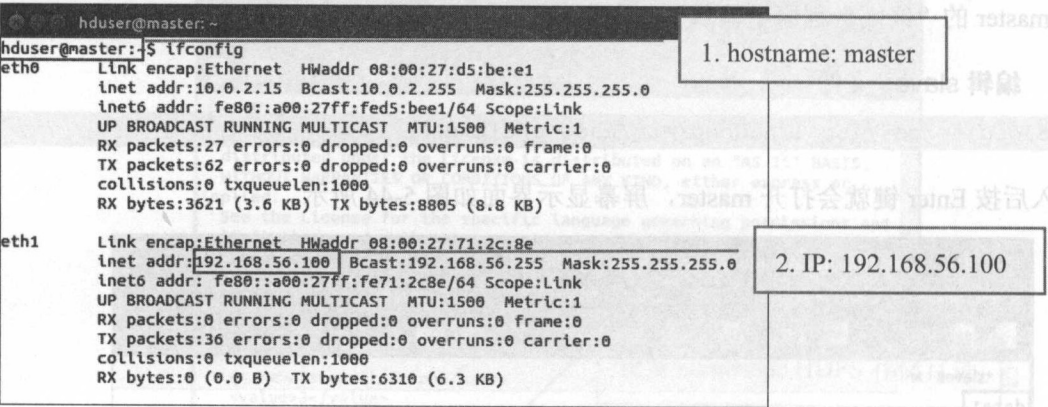 hduser@master: ~
hduser@master:~$ ifconfig
1. hostname: master
eth0 Link encap:Ethernet HWaddr 08:00:27:d5:be:e1
inet addr:10.0.2.15 Bcast:10.0.2.255 Mask:255.255.255.0
inet6 addr: fe80::a00:27ff:fed5:bee1/64 Scope:Link
UP BROADCAST RUNNING MULTICAST MTU:1500 Metric:1
RX packets:27 errors:0 dropped:0 overruns:0 frame:0
TX packets:62 errors:0 dropped:0 overruns:0 carrier:0
collisions:0 txqueuelen:1000
RX bytes:3621 (3.6 KB) TX bytes:8805 (8.8 KB)
eth1 Link encap:Ethernet HWaddr 08:00:27:71:2c:8e
inet addr:192.168.56.100 Bcast:192.168.56.255 Mask:255.255.255.0
2. IP: 192.168.56.100
inet6 addr: fe80::a00:27ff:fe71:2c8e/64 Scope:Link
UP BROADCAST RUNNING MULTICAST MTU:1500 Metric:1
RX packets:0 errors:0 dropped:0 overruns:0 frame:0
TX packets:36 errors:0 dropped:0 overruns:0 carrier:0
collisions:0 txqueuelen:1000
RX bytes:0 (0.0 B) TX bytes:6310 (6.3 KB)